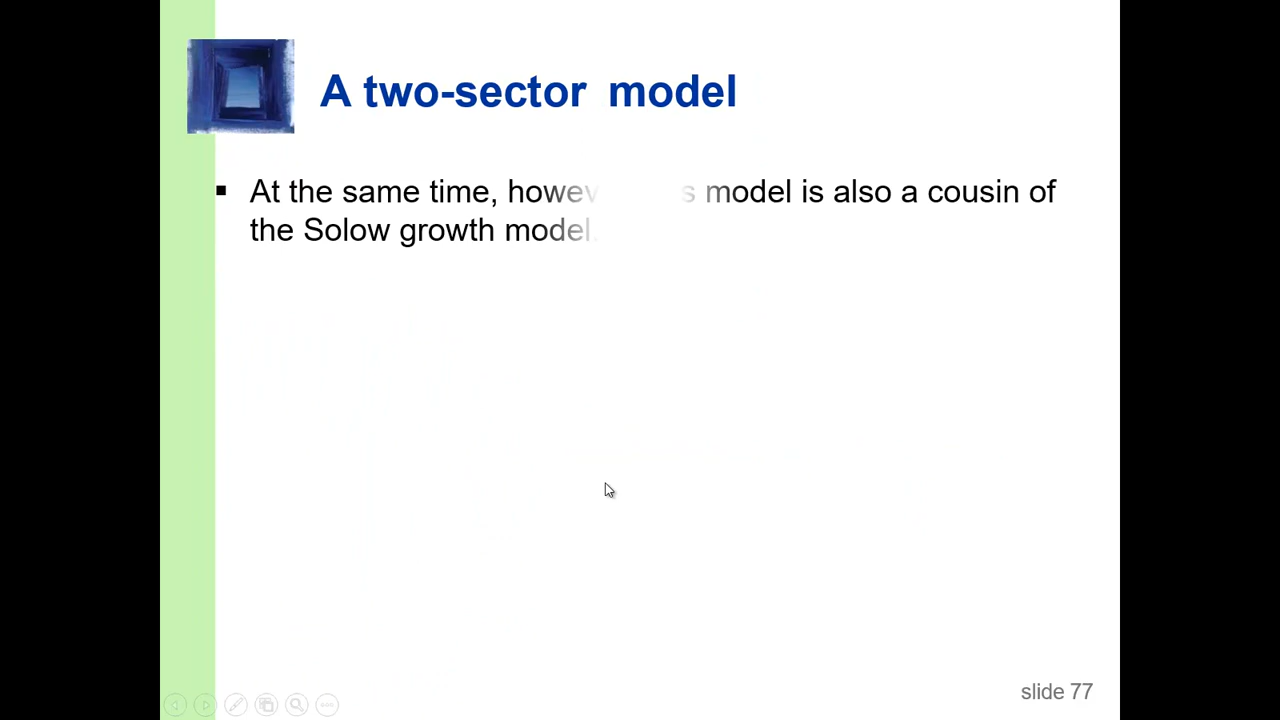 A two-sector model
At the same time, howev s model is also a cousin of
the Solow growth model.
slide 77